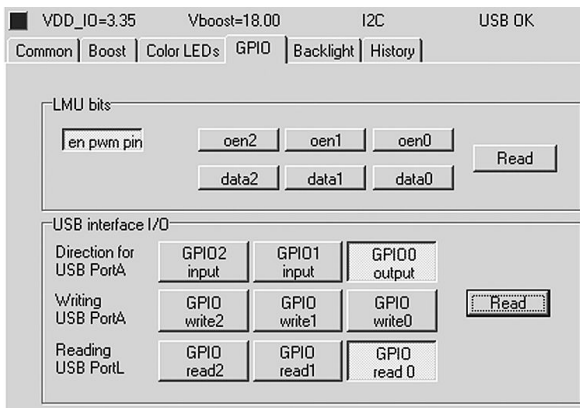 VDD_IO=3.35 Vboost=18.00 I2C USB OK
Common Boost Color LEDs GPIO Backlight History
LMU bits
en pwm pin oen2 oen1 oen0
Read
data2 data1 data0
USB interface I/O
Direction for GPIO2 GPIO1 GPIO0
USB PortA input input output
Writing GPIO GPIO GPIO Read
USB PortA write2 write1 write0
Reading GPIO GPIO GPIO
USB PortL read2 read1 read 0